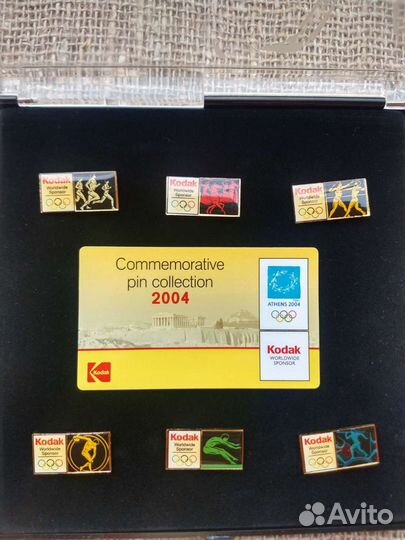 Kodak
Worldwide
Sponsor
Kodak
Worldwide
Sponsor
Kodak
Worldwide
Sponsor
Commemorative
pin collection
2004
ATHENS 2004
Kodak
WORLDWIDE
SPONSOR
Kodak
Kodak
Worldwide
Sponsor
Kodak
Worldwide
Sponsor
Kodak
Worldwide
Sponsor
Avito